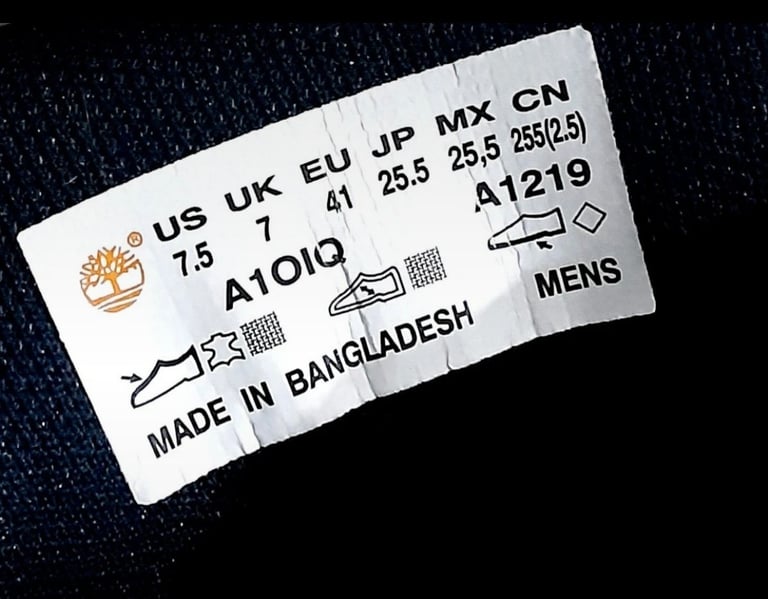 US UK EU JP MX CN
7.5 7 41 25.5 25,5 255(2.5)
A1OIQ A1219
MENS
MADE IN BANGLADESH
®